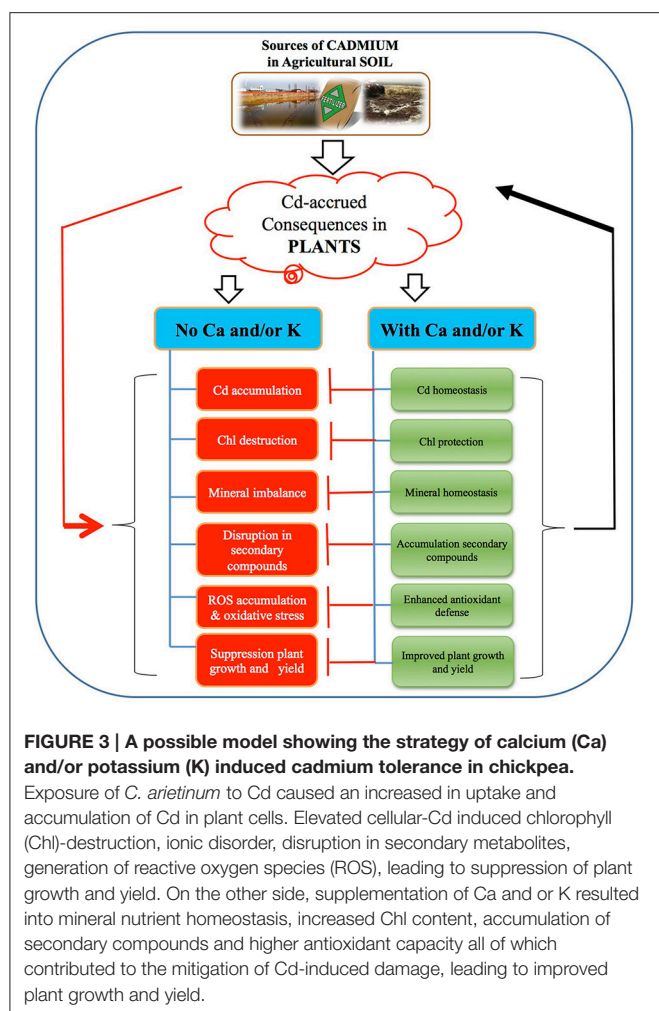 Sources of CADMIUM
in Agricultural SOIL
FERTILIZER
Cd-accrued
Consequences in
PLANTS
No Ca and/or K
With Ca and/or K
Cd accumulation
Cd homeostasis
Chl destruction
Chl protection
Mineral imbalance
Mineral homeostasis
Disruption in
secondary
compounds
Accumulation secondary
compounds
ROS accumulation
& oxidative stress
Enhanced antioxidant
defense
Suppression plant
growth and yield
Improved plant growth
and yield
FIGURE 3 | A possible model showing the strategy of calcium (Ca)
and/or potassium (K) induced cadmium tolerance in chickpea.
Exposure of C. arietinum to Cd caused an increased in uptake and
accumulation of Cd in plant cells. Elevated cellular-Cd induced chlorophyll
(Chl)-destruction, ionic disorder, disruption in secondary metabolites,
generation of reactive oxygen species (ROS), leading to suppression of plant
growth and yield. On the other side, supplementation of Ca and or K resulted
into mineral nutrient homeostasis, increased Chl content, accumulation of
secondary compounds and higher antioxidant capacity all of which
contributed to the mitigation of Cd-induced damage, leading to improved
plant growth and yield.